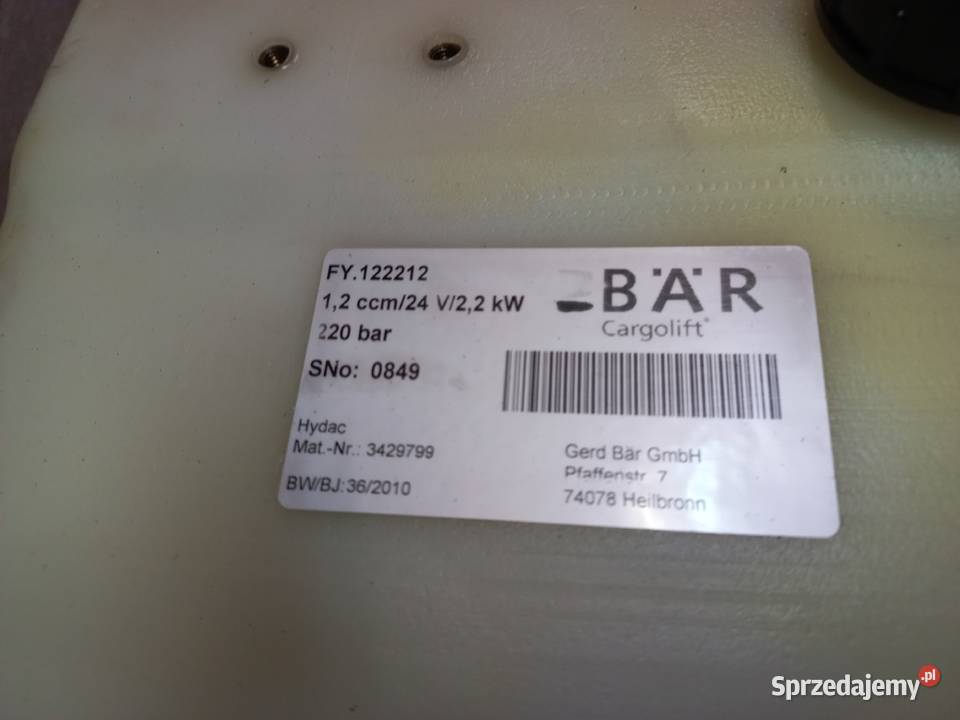 FY.122212
1,2 ccm/24 V/2,2 kW
220 bar
SNo: 0849
Hydac
Mat.-Nr.: 3429799
BW/BJ:36/2010
BÄR
Cargolift
Gerd Bär GmbH
Pfaffenstr. 7
74078 Heilbronn
Sprzedajemy.pl